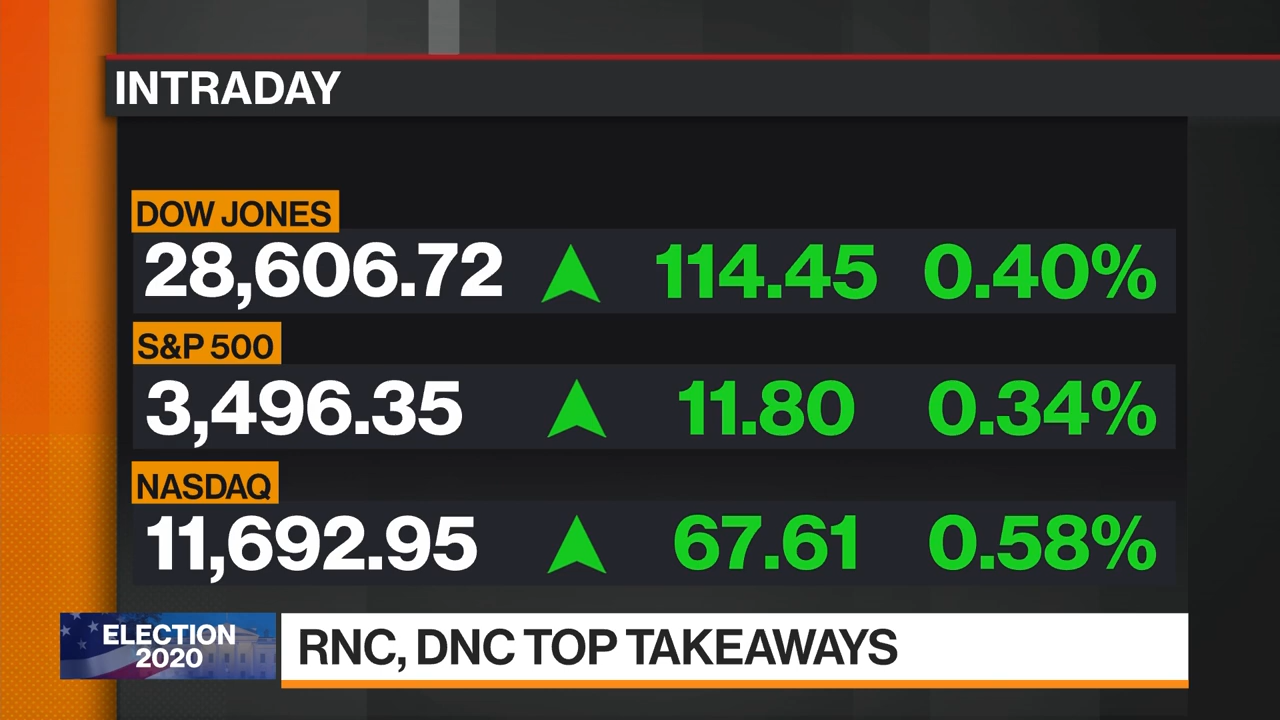 INTRADAY
DOW JONES
28,606.72 ▲ 114.45 0.40%
S&P 500
3,496.35 ▲ 11.80 0.34%
NASDAQ
11,692.95 ▲ 67.61 0.58%
ELECTION
2020
RNC, DNC TOP TAKEAWAYS